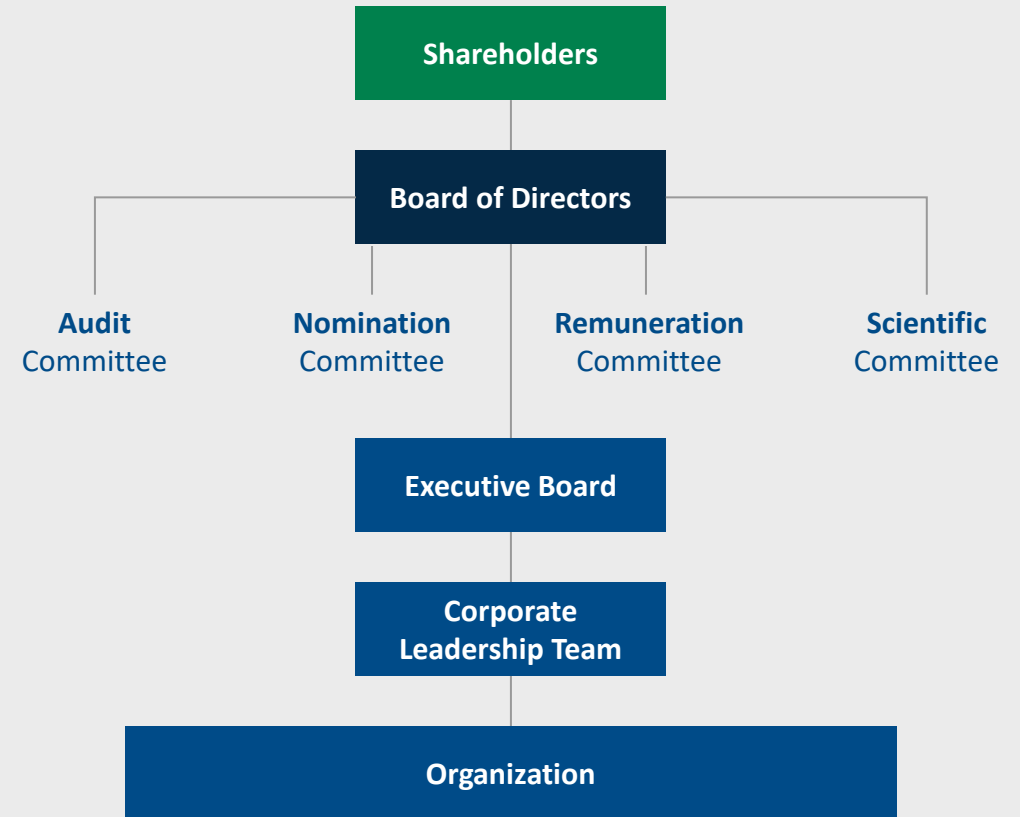 Shareholders
Board of Directors
Audit
Committee
Nomination
Committee
Remuneration
Committee
Scientific
Committee
Executive Board
Corporate
Leadership Team
Organization